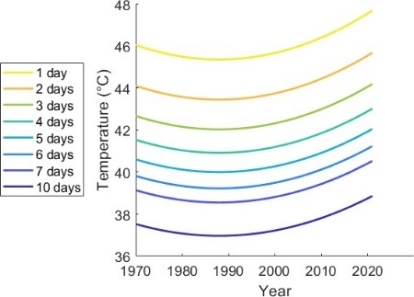 48
46
44
42
40
38
36
Temperature (°C)
1970 1980 1990 2000 2010 2020
Year
1 day
2 days
3 days
4 days
5 days
6 days
7 days
10 days